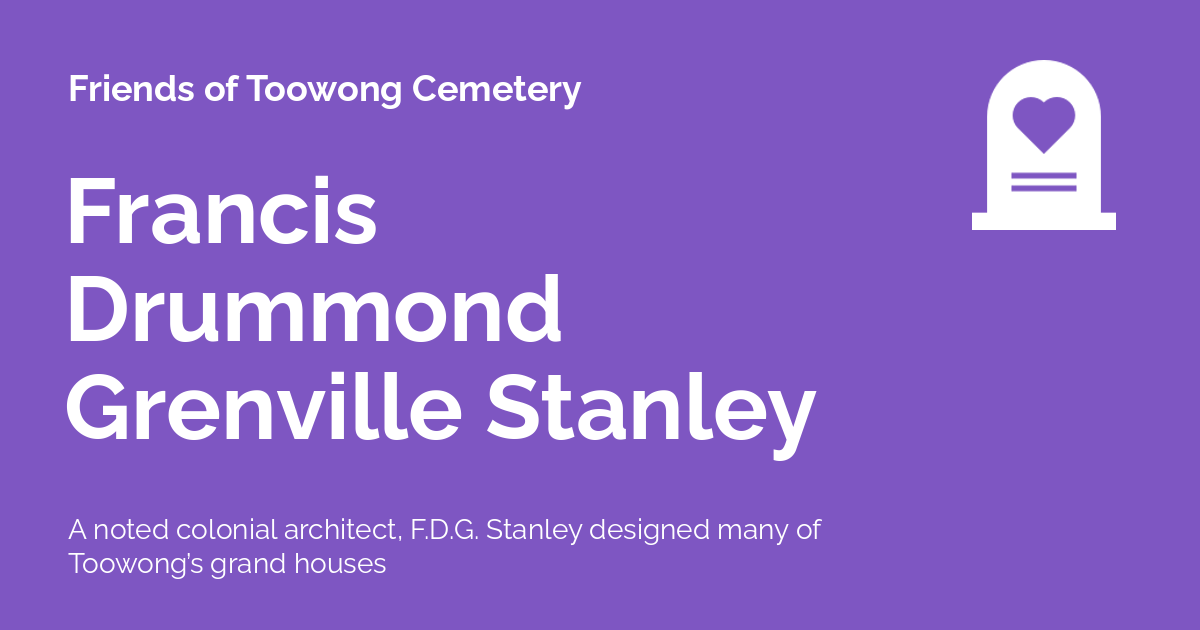 Friends of Toowong Cemetery
Francis
Drummond
Grenville Stanley
A noted colonial architect, F.D.G. Stanley designed many of
Toowong’s grand houses